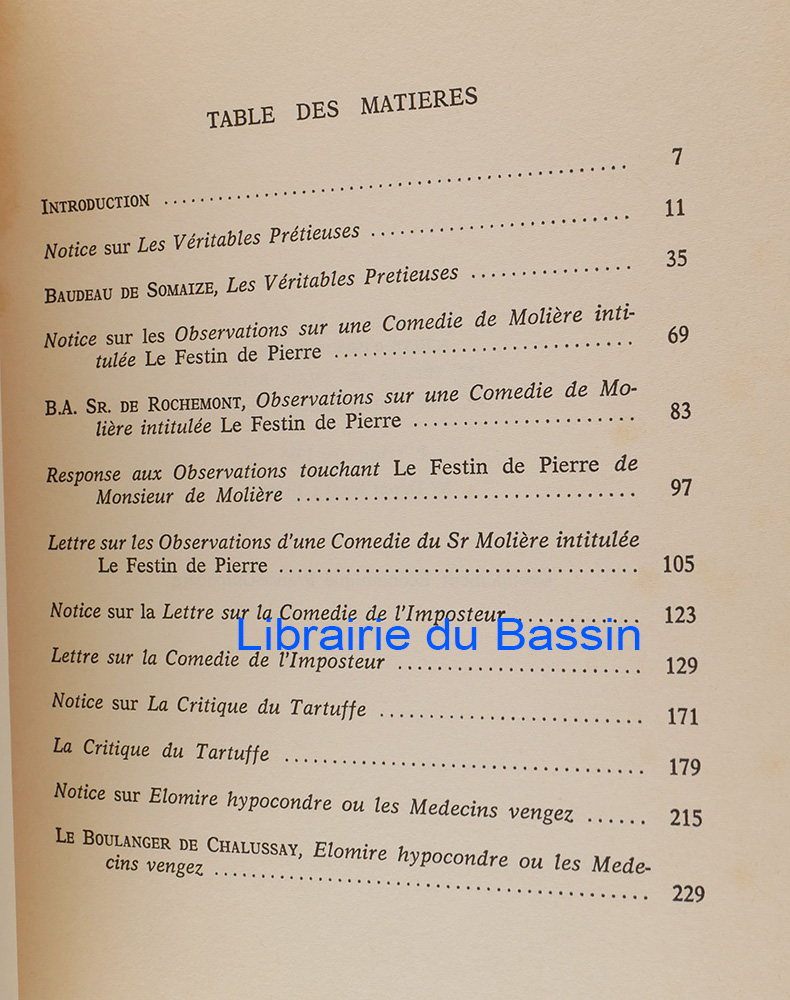 TABLE DES MATIERES
INTRODUCTION ........................................ 7
Notice sur Les Véritables Prétieuses ........................ 11
BAUDEAU DE SOMAIZE, Les Véritables Pretieuses ............... 35
Notice sur les Observations sur une Comedie de Molière inti-
tulée Le Festin de Pierre ............................... 69
B.A. SR. DE ROCHEMONT, Observations sur une Comedie de Mo-
lière intitulée Le Festin de Pierre ..................... 83
Response aux Observations touchant Le Festin de Pierre de
Monsieur de Molière ................................. 97
Lettre sur les Observations d'une Comedie du Sr Molière intitulée
Le Festin de Pierre ................................... 105
Notice sur la Lettre sur la Comedie de l'Imposteur ............ 123
Librairie du Bassin
Lettre sur la Comedie de l'Imposteur ........................ 129
Notice sur La Critique du Tartuffe .......................... 171
La Critique du Tartuffe ................................... 179
Notice sur Elomire hypocondre ou les Medecins vengez ...... 215
LE BOULANGER DE CHALUSSAY, Elomire hypocondre ou les Mede-
cins vengez .......................................... 229